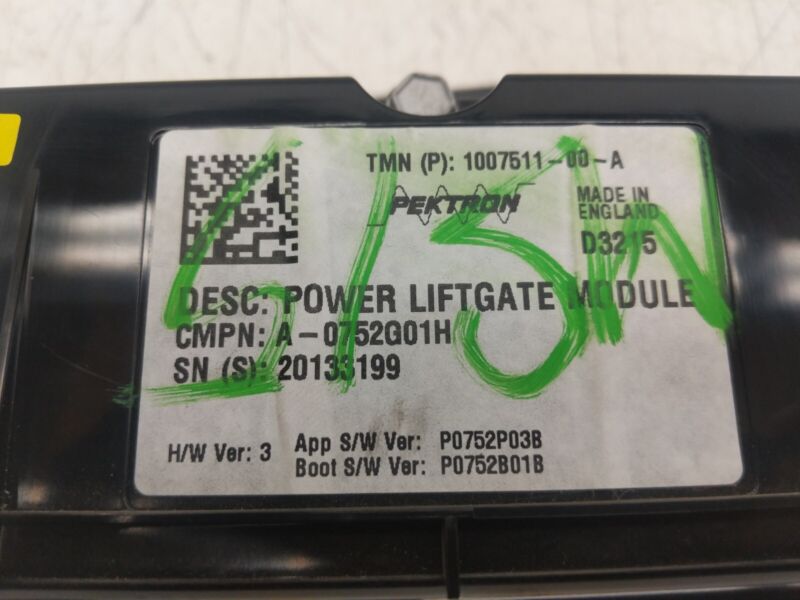 TMN (P): 1007511-00-A
PEKTRON
MADE IN
ENGLAND
D3215
DESC: POWER LIFTGATE MODULE
CMPN: A-0752G01H
SN (S): 20133199
H/W Ver: 3
App S/W Ver: P0752P03B
Boot S/W Ver: P0752B01B